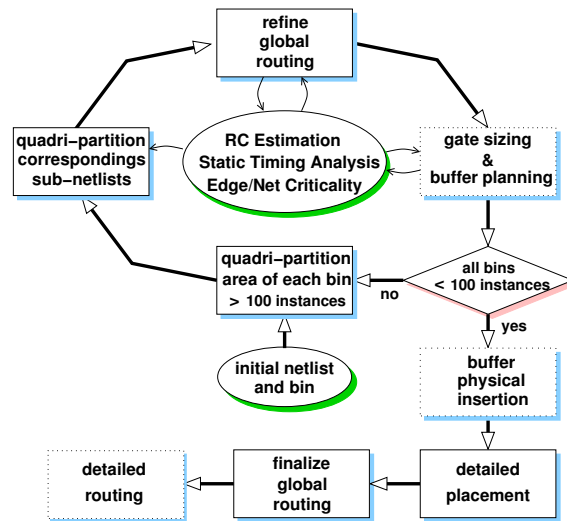 refine
global
routing
RC Estimation
Static Timing Analysis
Edge/Net Criticality
quadri-partition
correspondings
sub-netlists
gate sizing
&
buffer planning
quadri-partition
area of each bin
> 100 instances
no
all bins
< 100 instances
yes
initial netlist
and bin
buffer
physical
insertion
detailed
routing
finalize
global
routing
detailed
placement